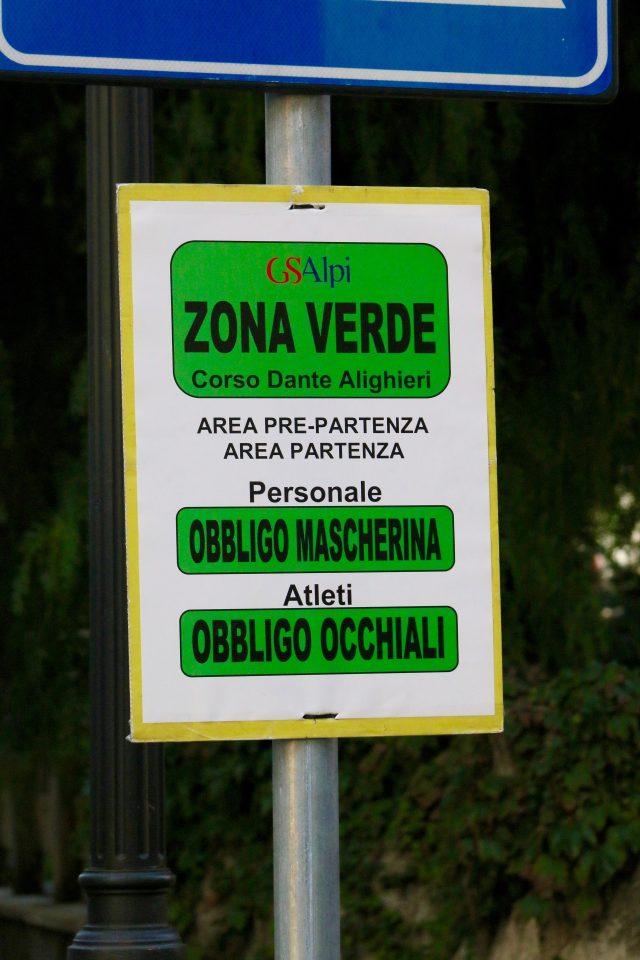 GSAlpi
ZONA VERDE
Corso Dante Alighieri
AREA PRE-PARTENZA
AREA PARTENZA
Personale
OBBLIGO MASCHERINA
Atleti
OBBLIGO OCCHIALI